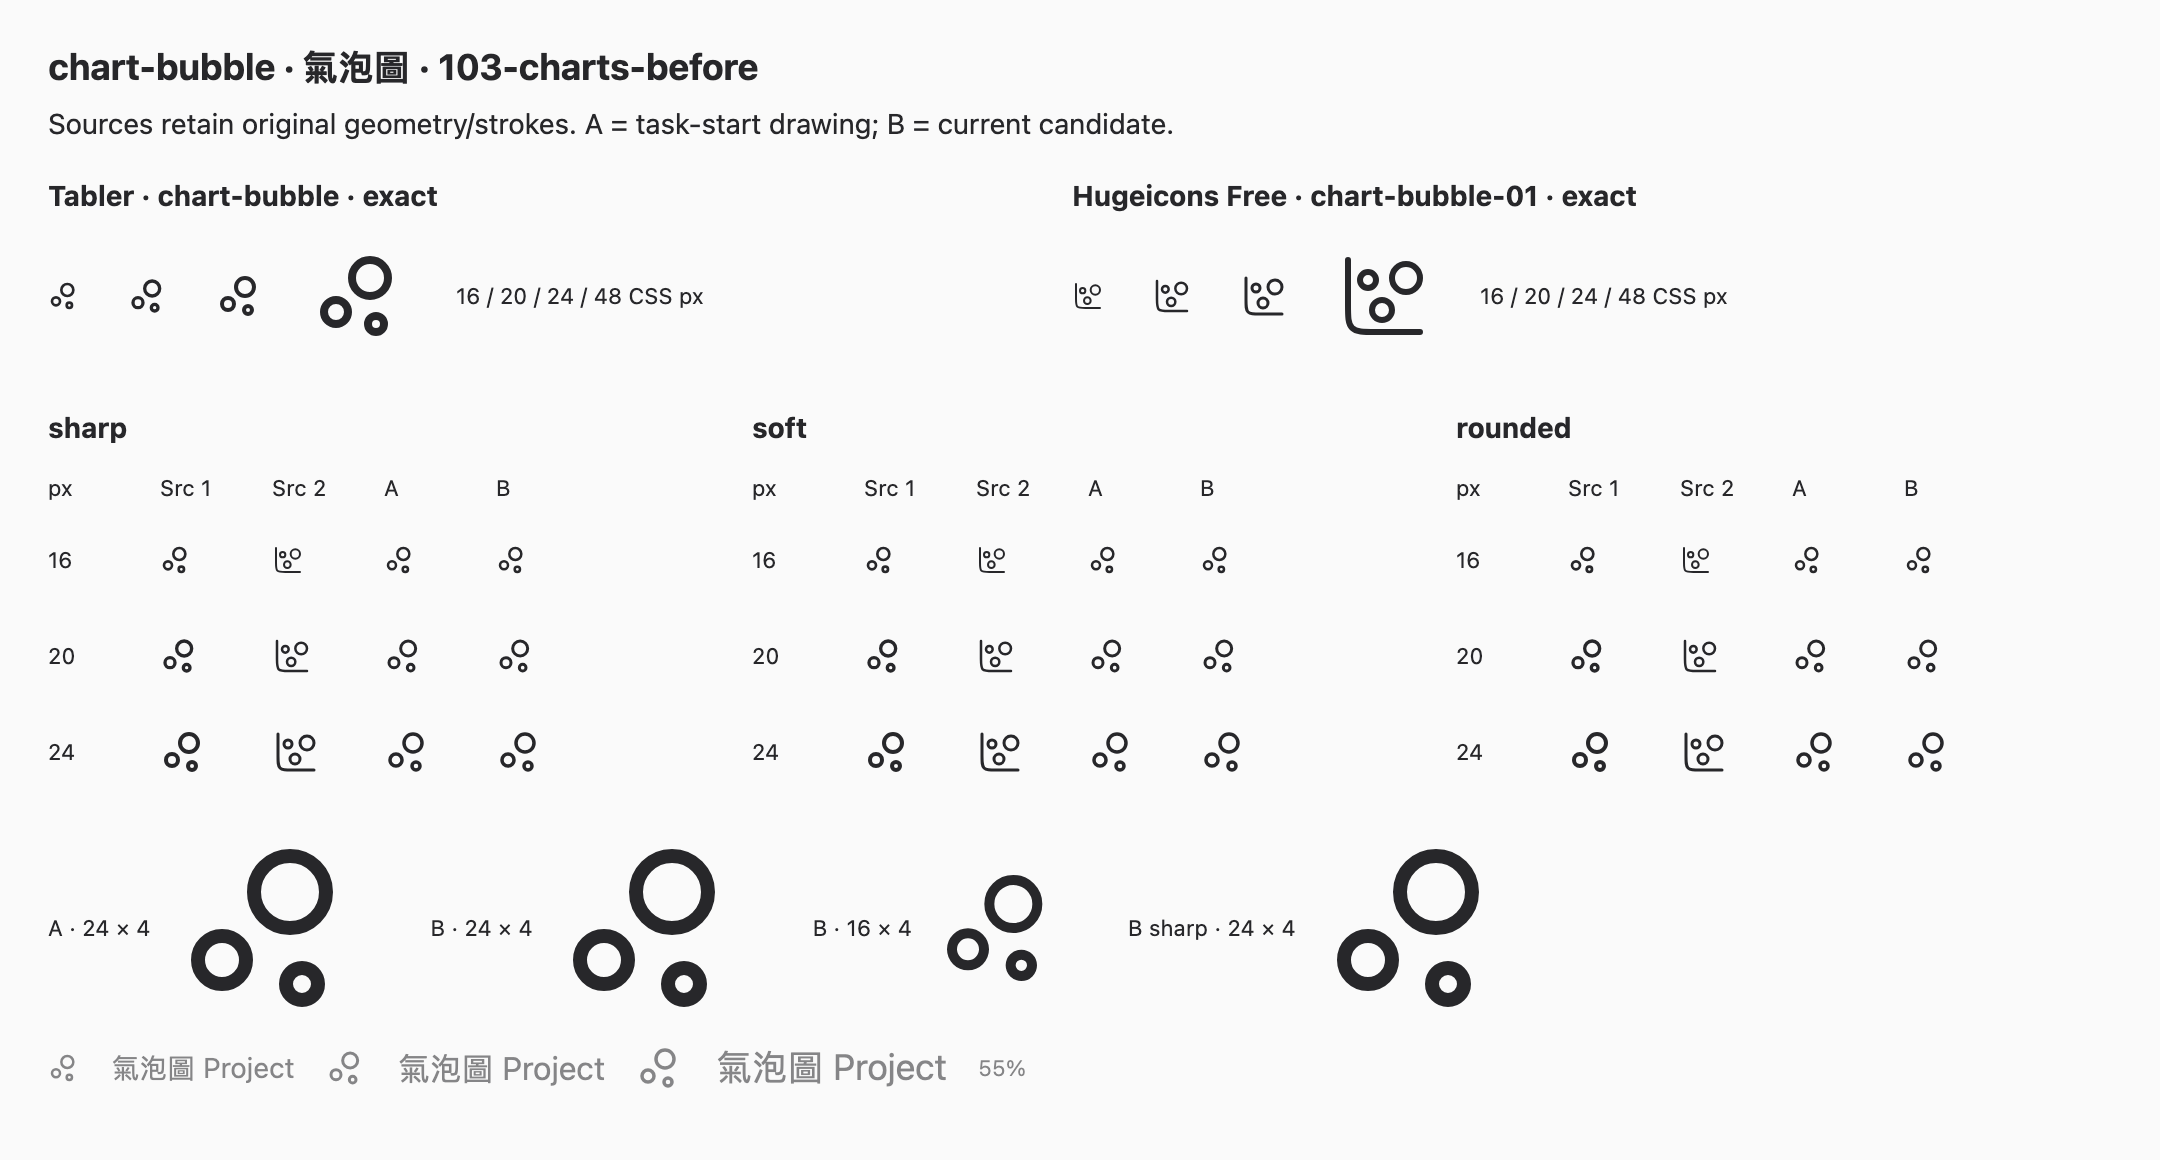 chart-bubble · 氣泡圖 · 103-charts-before
Sources retain original geometry/strokes. A = task-start drawing; B = current candidate.
Tabler · chart-bubble · exact
16 / 20 / 24 / 48 CSS px
Hugeicons Free · chart-bubble-01 · exact
16 / 20 / 24 / 48 CSS px
sharp
px Src 1 Src 2 A B
16
20
24
soft
px Src 1 Src 2 A B
16
20
24
rounded
px Src 1 Src 2 A B
16
20
24
A · 24 × 4
B · 24 × 4
B · 16 × 4
B sharp · 24 × 4
氣泡圖 Project 氣泡圖 Project 氣泡圖 Project 55%